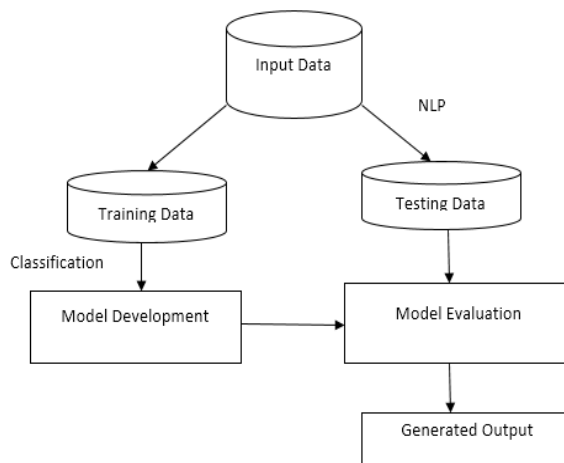 Input Data
NLP
Training Data
Testing Data
Classification
Model Development
Model Evaluation
Generated Output